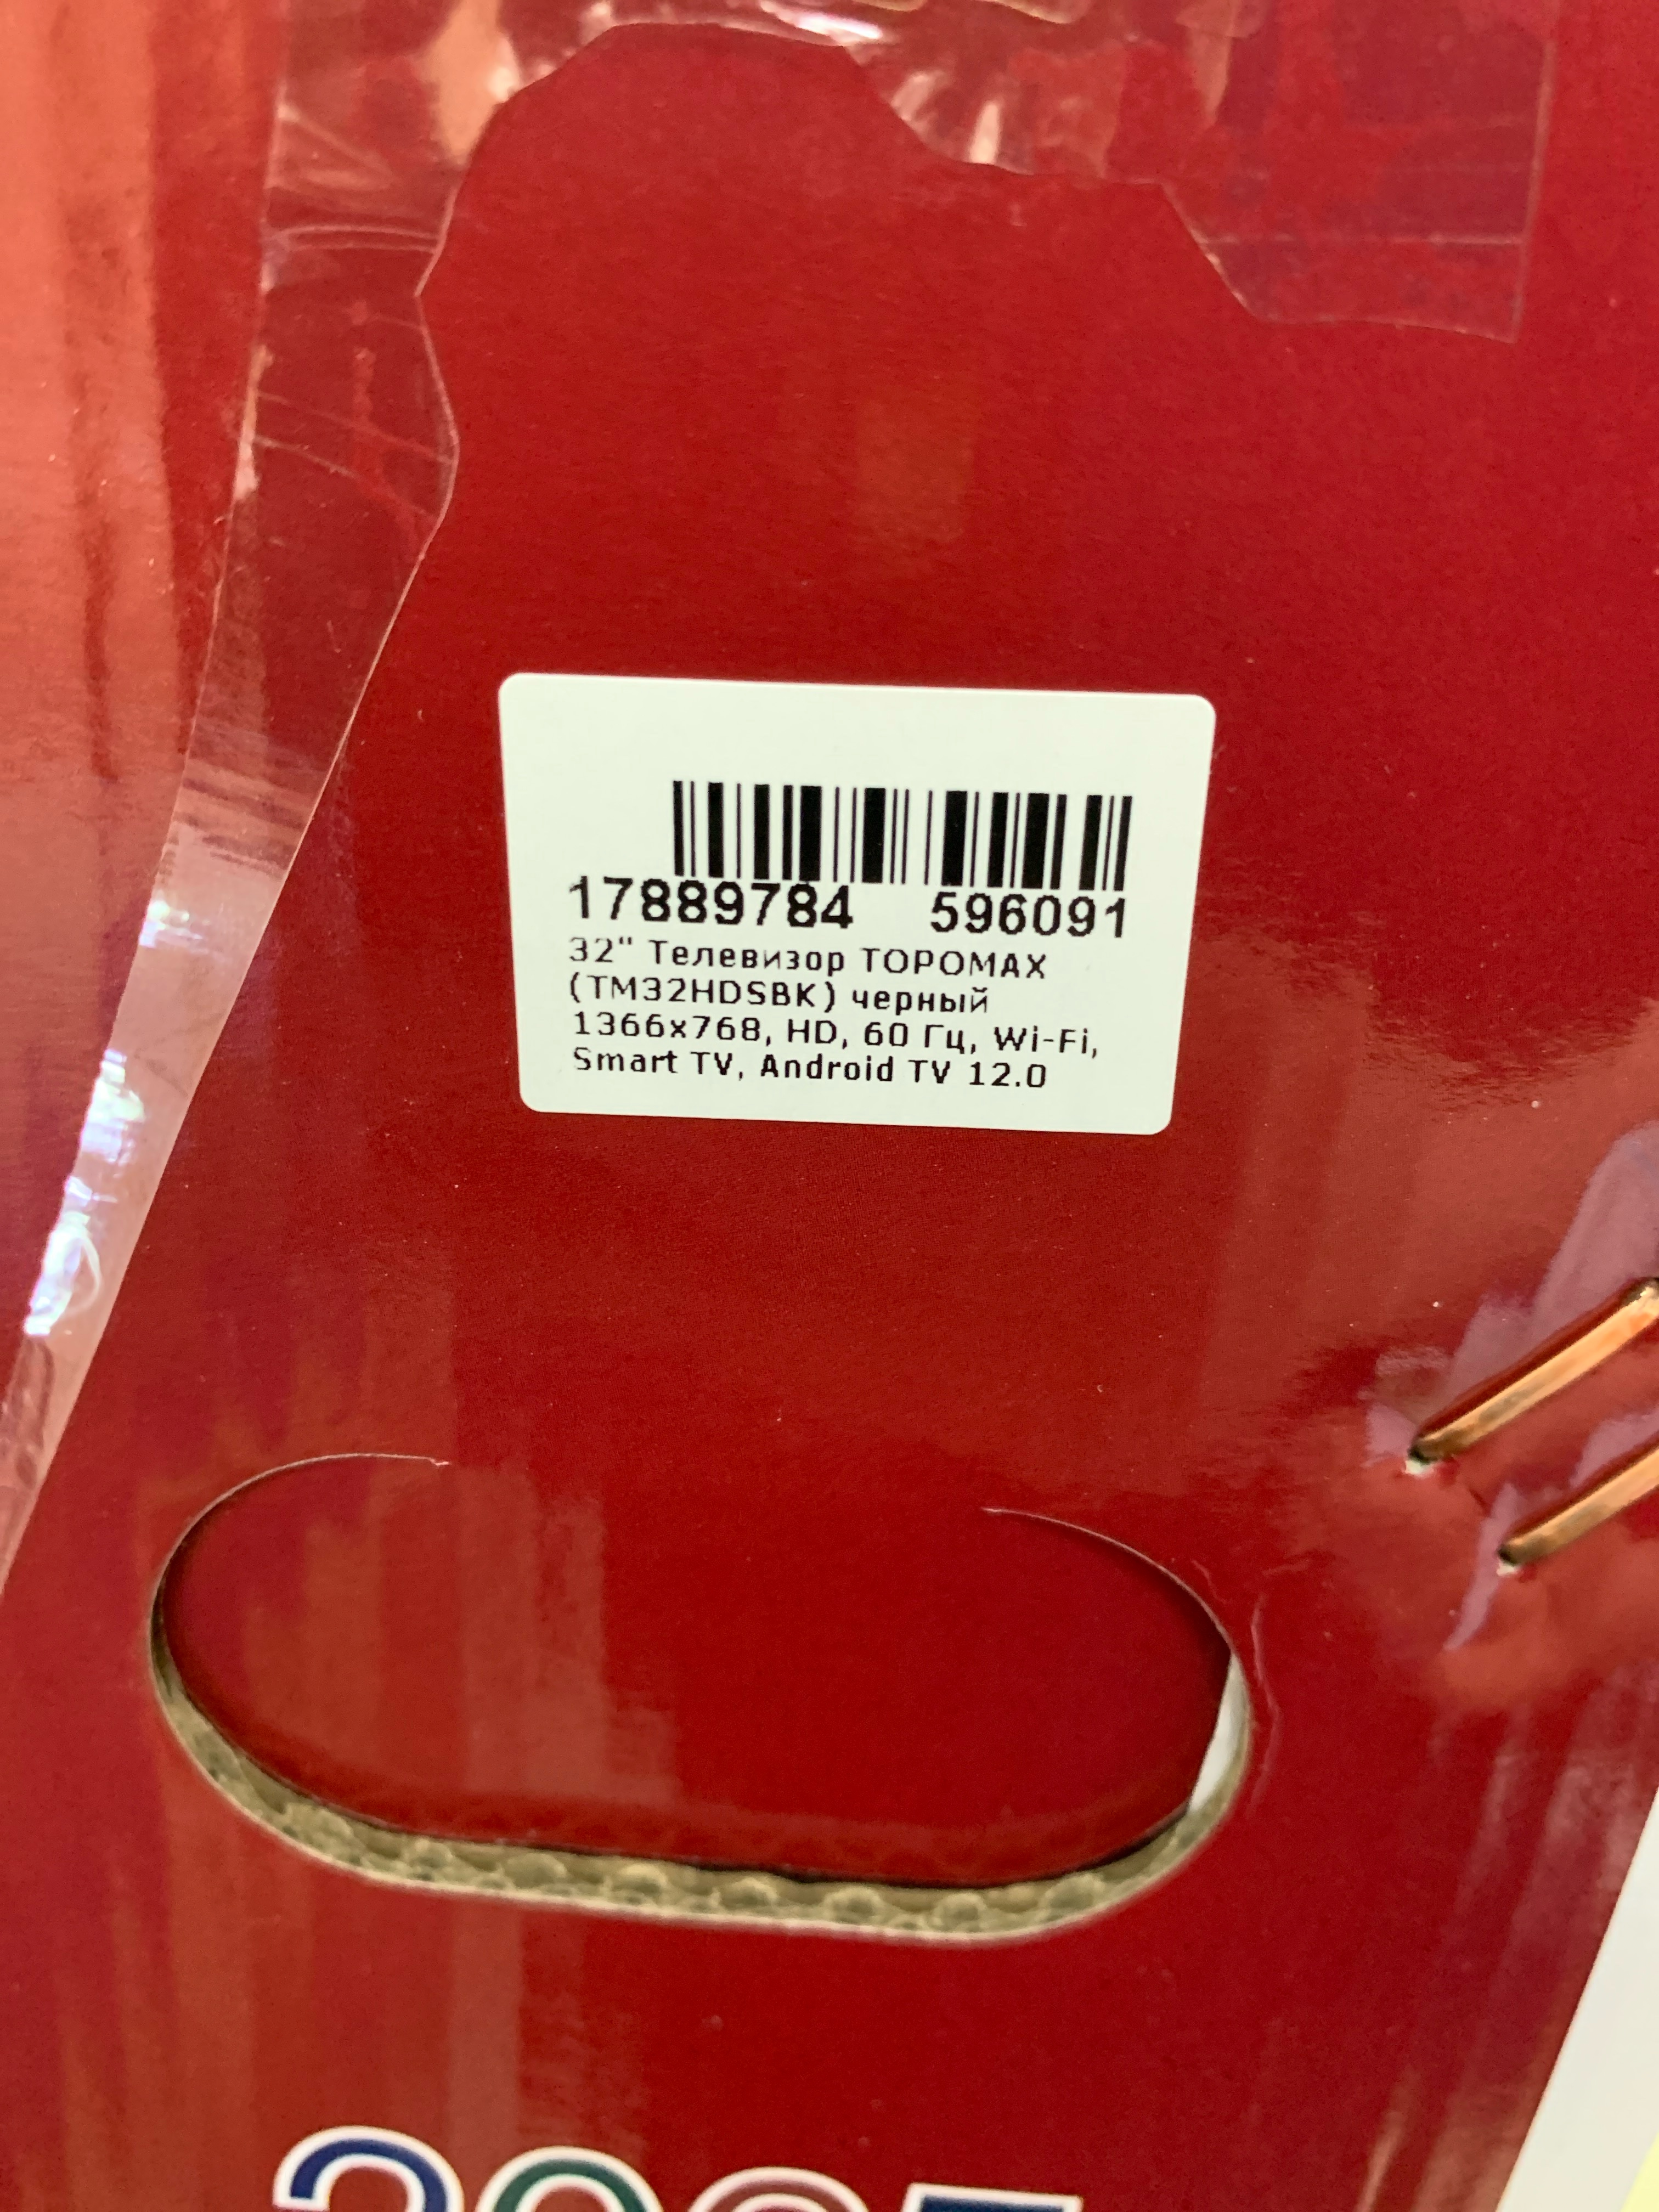 17889784 596091
32" Телевизор TOPOMAX
(TM32HDSBK) черный
1366x768, HD, 60 Гц, Wi-Fi,
Smart TV, Android TV 12.0